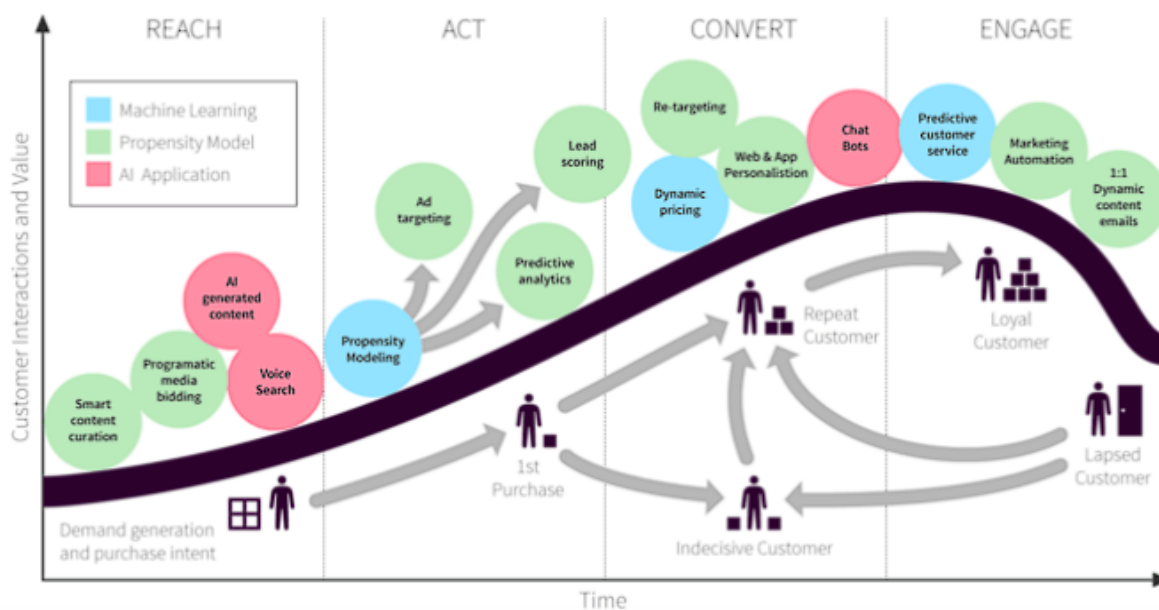 REACH
ACT
CONVERT
ENGAGE
Machine Learning
Propensity Model
AI Application
Customer Interactions and Value
Smart
content
curation
Programatic
media
bidding
AI
generated
content
Voice
Search
Propensity
Modeling
Ad
targeting
Lead
scoring
Predictive
analytics
Re-targeting
Dynamic
pricing
Web & App
Personalistion
Chat
Bots
Predictive
customer
service
Marketing
Automation
1:1
Dynamic
content
emails
Demand generation
and purchase intent
1st
Purchase
Repeat
Customer
Indecisive Customer
Loyal
Customer
Lapsed
Customer
Time